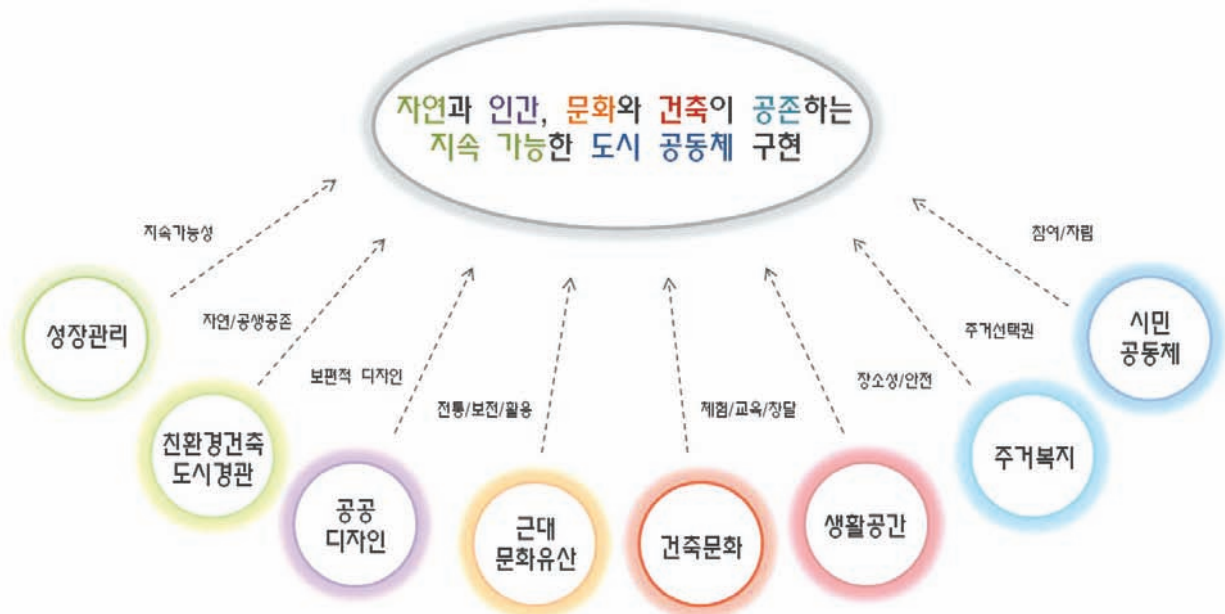 자연과 인간, 문화와 건축이 공존하는
지속 가능한 도시 공동체 구현
지속가능성
참여/자립
성장관리
자연/공생공존
주거선택권
시민
공동체
보편적 디자인
장소성/안전
전통/보전/활용
체험/교육/창달
친환경건축
도시경관
주거복지
공공
디자인
근대
문화유산
건축문화
생활공간